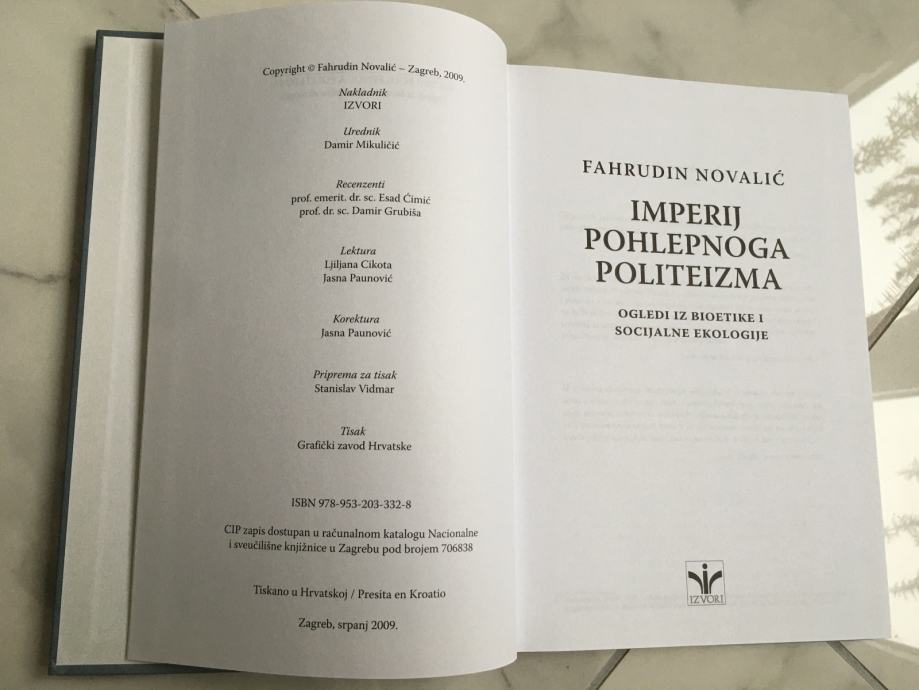 Copyright © Fahrudin Novalić – Zagreb, 2009.
Nakladnik
IZVORI
Urednik
Damir Mikuličić
Recenzenti
prof. emerit. dr. sc. Esad Ćimić
prof. dr. sc. Damir Grubiša
Lektura
Ljiljana Cikota
Jasna Paunović
Korektura
Jasna Paunović
Priprema za tisak
Stanislav Vidmar
Tisak
Grafički zavod Hrvatske
ISBN 978-953-203-332-8
CIP zapis dostupan u računalnom katalogu Nacionalne
i sveučilišne knjižnice u Zagrebu pod brojem 706838
Tiskano u Hrvatskoj / Presita en Kroatio
Zagreb, srpanj 2009.
FAHRUDIN NOVALIĆ
IMPERIJ
POHLEPNOGA
POLITEIZMA
OGLEDI IZ BIOETIKE I
SOCIJALNE EKOLOGIJE
IZVORI